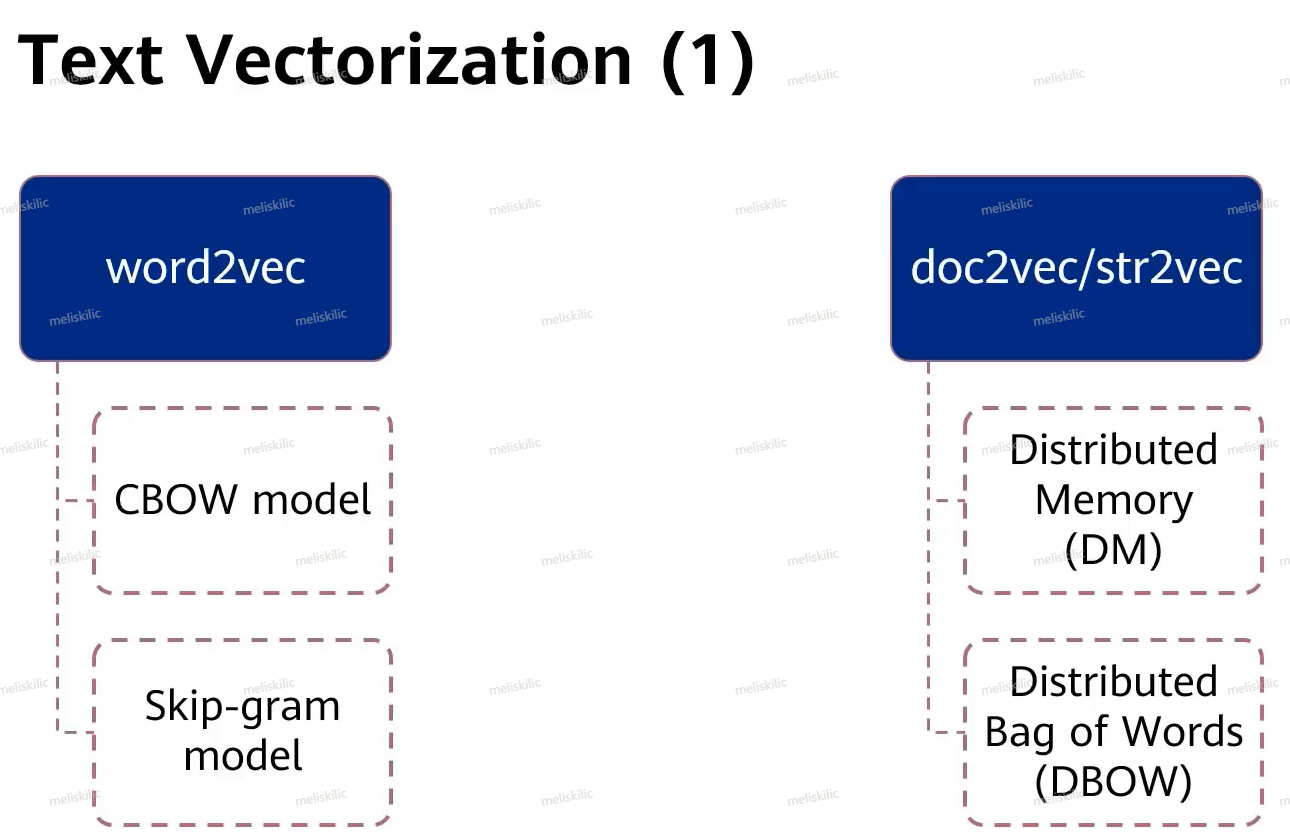 Text Vectorization (1)
word2vec
CBOW model
Skip-gram
model
doc2vec/str2vec
Distributed
Memory
(DM)
Distributed
Bag of Words
(DBOW)
meliskilic